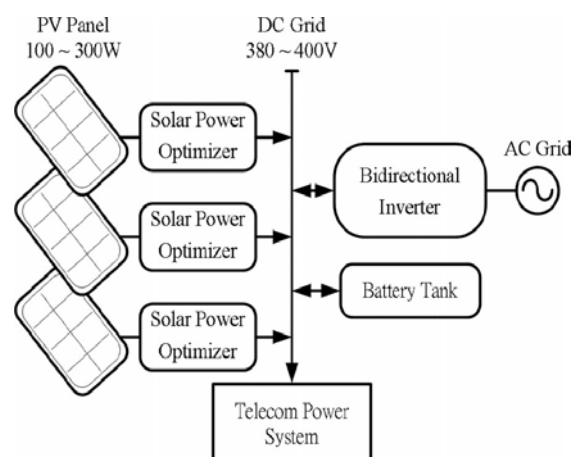 PV Panel
100 ~ 300W
DC Grid
380 ~ 400V
Solar Power
Optimizer
Solar Power
Optimizer
Solar Power
Optimizer
Bidirectional
Inverter
AC Grid
Battery Tank
Telecom Power
System